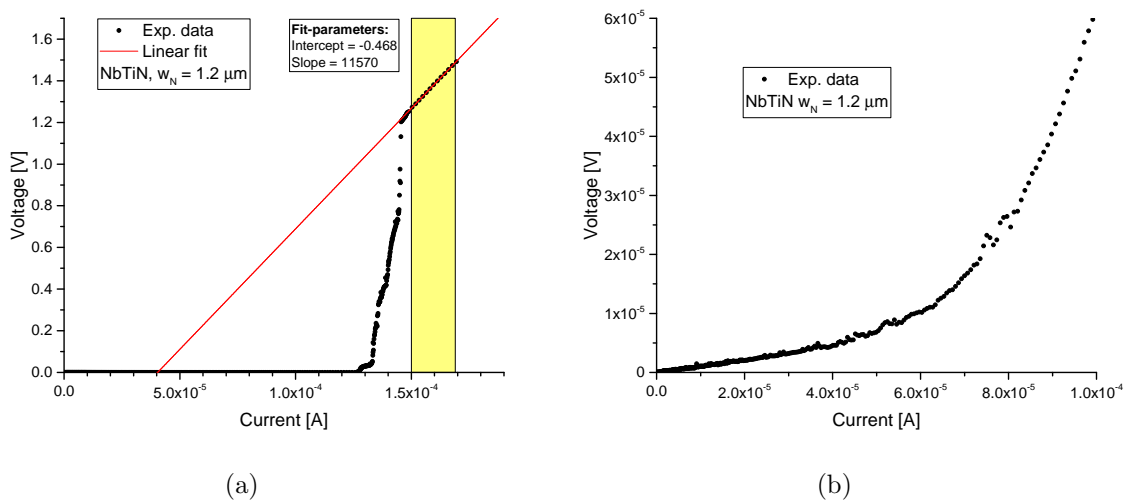 Exp. data
Linear fit
NbTiN, w_N = 1.2 μm
Fit-parameters:
Intercept = -0.468
Slope = 11570
1.6
1.4
1.2
1.0
0.8
0.6
0.4
0.2
0.0
Voltage [V]
0.0
5.0x10⁻⁵
1.0x10⁻⁴
1.5x10⁻⁴
Current [A]
(a)
Exp. data
NbTiN w_N = 1.2 μm
6x10⁻⁵
5x10⁻⁵
4x10⁻⁵
3x10⁻⁵
2x10⁻⁵
1x10⁻⁵
0
Voltage [V]
0.0
2.0x10⁻⁵
4.0x10⁻⁵
6.0x10⁻⁵
8.0x10⁻⁵
1.0x10⁻⁴
Current [A]
(b)